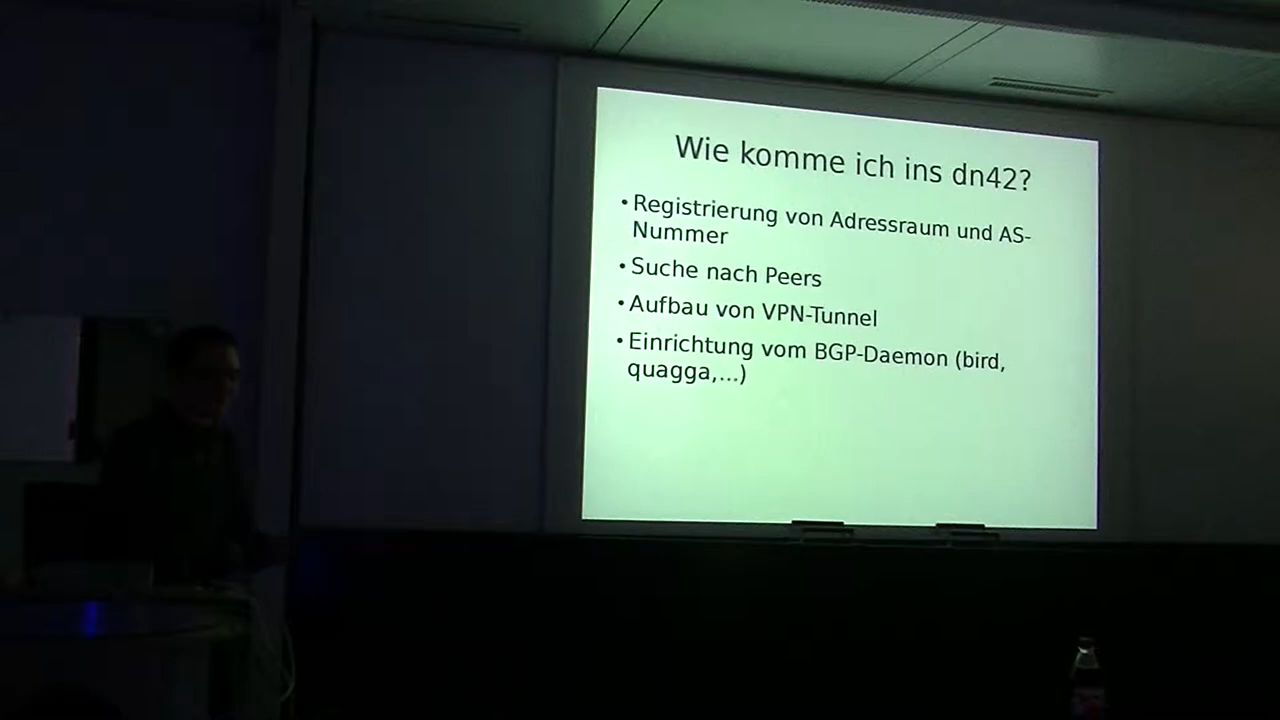 Wie komme ich ins dn42?
• Registrierung von Adressraum und AS-
Nummer
• Suche nach Peers
• Aufbau von VPN-Tunnel
• Einrichtung vom BGP-Daemon (bird,
quagga,...)